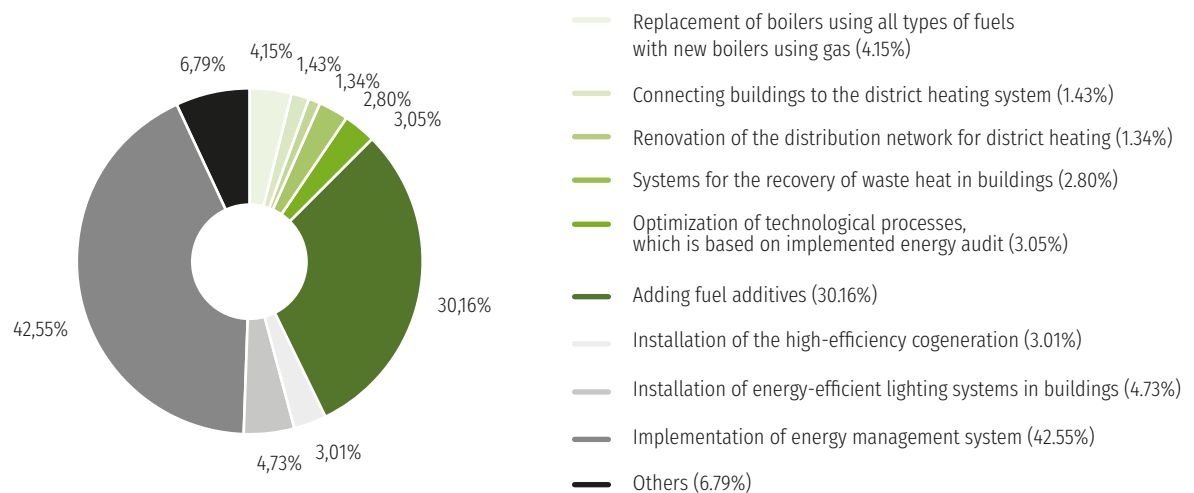 4,15%
6,79%
1,43%
1,34%
2,80%
3,05%
30,16%
42,55%
3,01%
4,73%
Replacement of boilers using all types of fuels
with new boilers using gas (4.15%)
Connecting buildings to the district heating system (1.43%)
Renovation of the distribution network for district heating (1.34%)
Systems for the recovery of waste heat in buildings (2.80%)
Optimization of technological processes,
which is based on implemented energy audit (3.05%)
Adding fuel additives (30.16%)
Installation of the high-efficiency cogeneration (3.01%)
Installation of energy-efficient lighting systems in buildings (4.73%)
Implementation of energy management system (42.55%)
Others (6.79%)